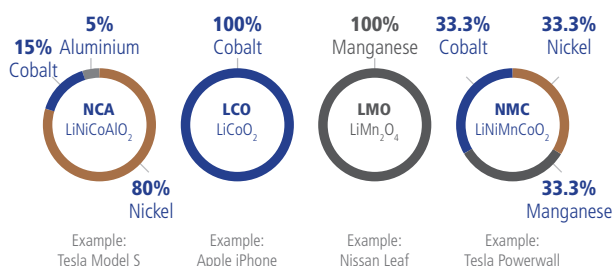 5%
Aluminium
15%
Cobalt
NCA
LiNiCoAlO₂
80%
Nickel
Example:
Tesla Model S
100%
Cobalt
LCO
LiCoO₂
Example:
Apple iPhone
100%
Manganese
LMO
LiMn₂O₄
Example:
Nissan Leaf
33.3%
Cobalt
33.3%
Nickel
NMC
LiNiMnCoO₂
33.3%
Manganese
Example:
Tesla Powerwall